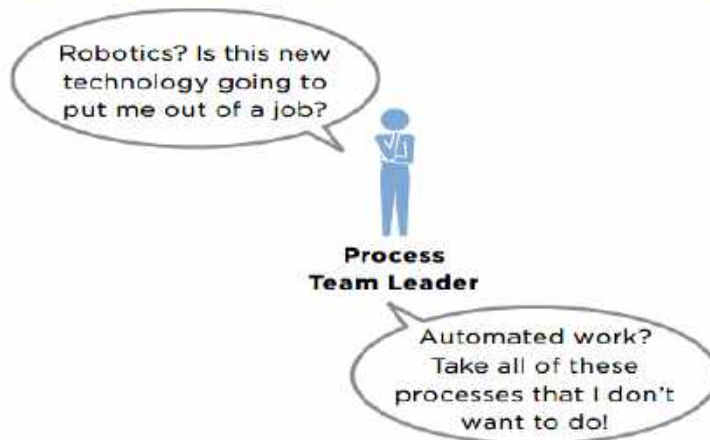 Robotics? Is this new
technology going to
put me out of a job?
Process
Team Leader
Automated work?
Take all of these
processes that I don't
want to do!